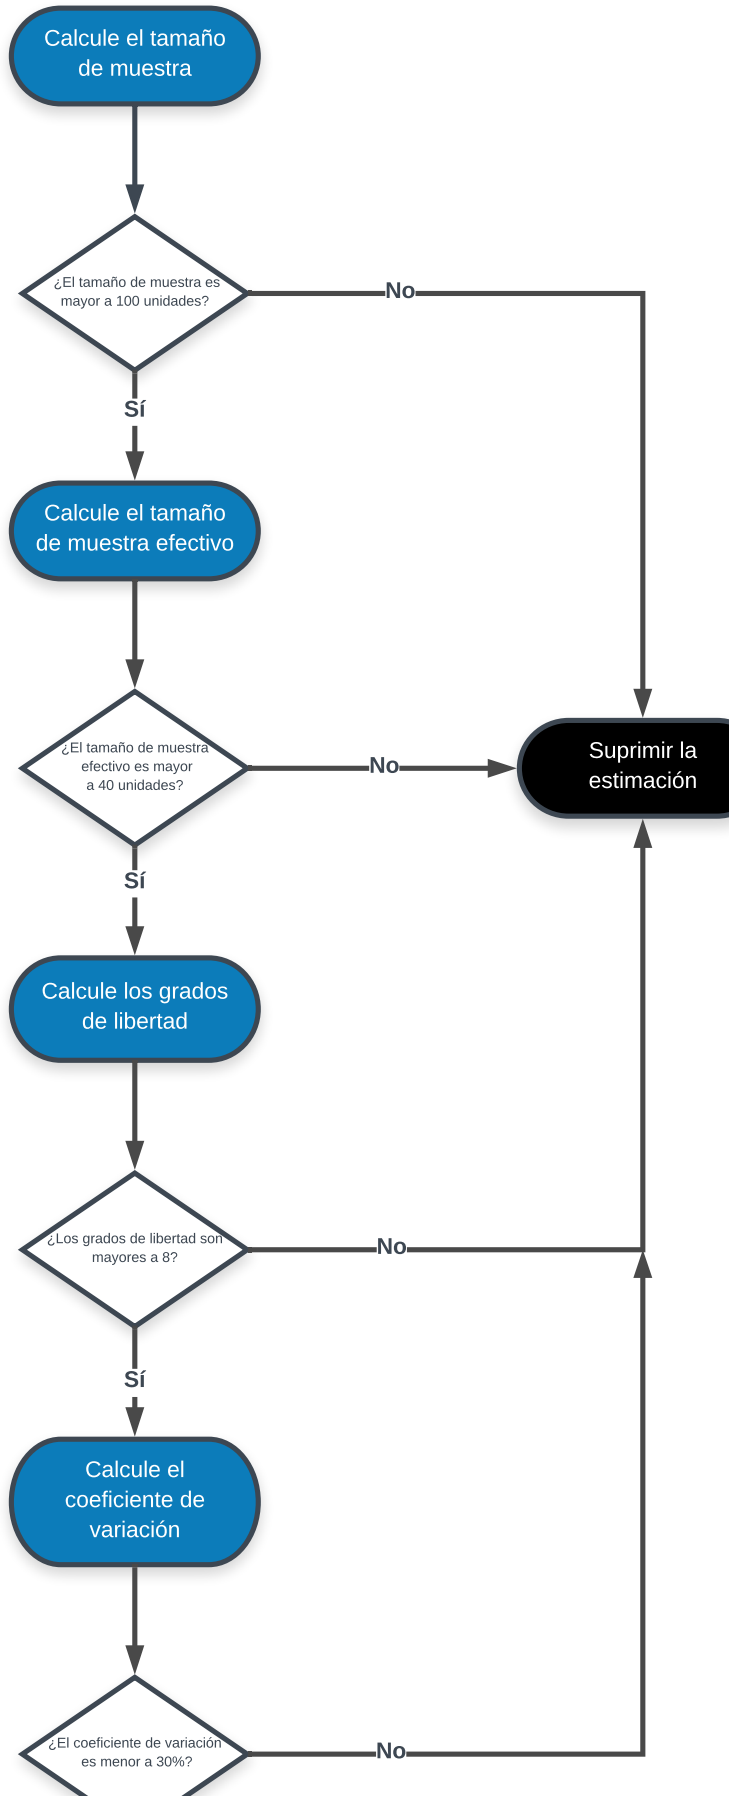 Calcule el tamaño
de muestra
¿El tamaño de muestra es
mayor a 100 unidades?
No
Sí
Calcule el tamaño
de muestra efectivo
¿El tamaño de muestra
efectivo es mayor
a 40 unidades?
No
Suprimir la
estimación
Sí
Calcule los grados
de libertad
¿Los grados de libertad son
mayores a 8?
No
Sí
Calcule el
coeficiente de
variación
¿El coeficiente de variación
es menor a 30%?
No